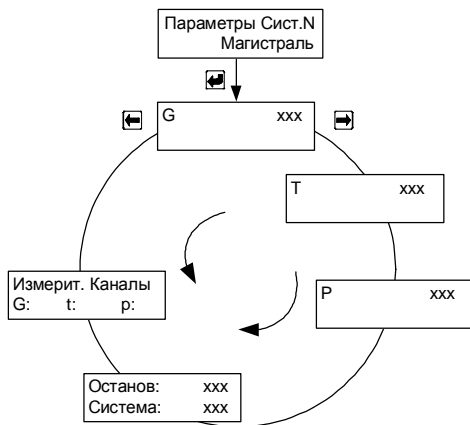 Параметры Сист.N
Магистраль
G xxx
T xxx
P xxx
Останов: xxx
Система: xxx
Измерит. Каналы
G: t: p: